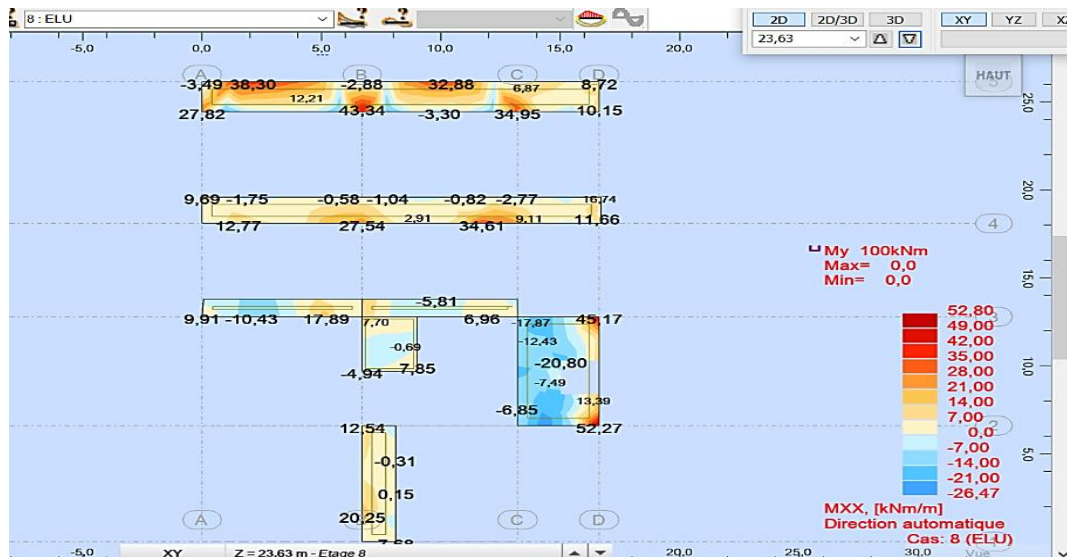 8 : ELU
2D 2D/3D 3D XY YZ
23,63
HAUT
-5,0 0,0 5,0 10,0 20,0
A B C D
-3,49 38,30 -2,88 32,88 6,87 8,72
12,21
27,82 43,34 -3,30 34,95 10,15
25,0
9,69 -1,75 -0,58 -1,04 -0,82 -2,77 16,74
20,0
2,91 9,11
12,77 27,54 34,61 11,66
4
15,0
-5,81
9,91 -10,43 17,89 7,70 6,96 -17,87 45,17
3
-0,69 -12,43
-20,80
-4,94 7,85 -7,49
10,0
13,39
-6,85
12,54 52,27
2
-0,31
5,0
0,15
20,25
A B C D
My 100kNm
Max= 0,0
Min= 0,0
52,80
49,00
42,00
35,00
28,00
21,00
14,00
7,00
0,0
-7,00
-14,00
-21,00
-26,47
MXX, [kNm/m]
Direction automatique
Cas: 8 (ELU)
-5,0 XY Z = 23,63 m - Etage 8 20,0 30,0 Vue